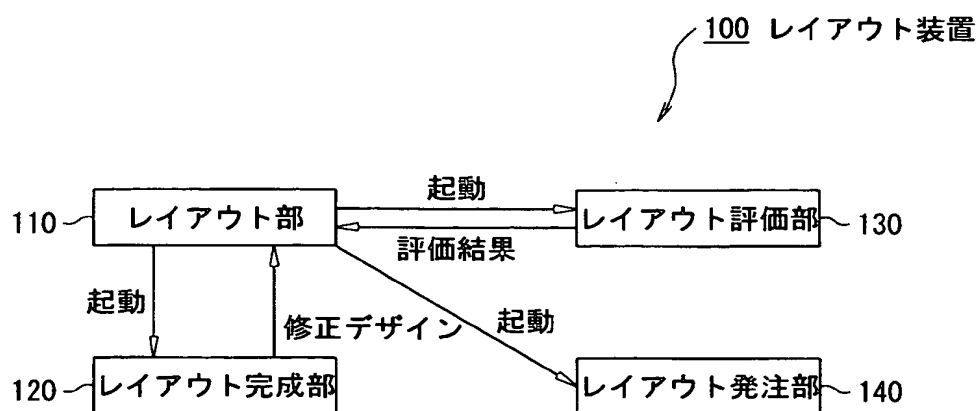 100 レイアウト装置
起動
110 レイアウト部 レイアウト評価部 130
評価結果
起動 修正デザイン 起動
120 レイアウト完成部 レイアウト発注部 140